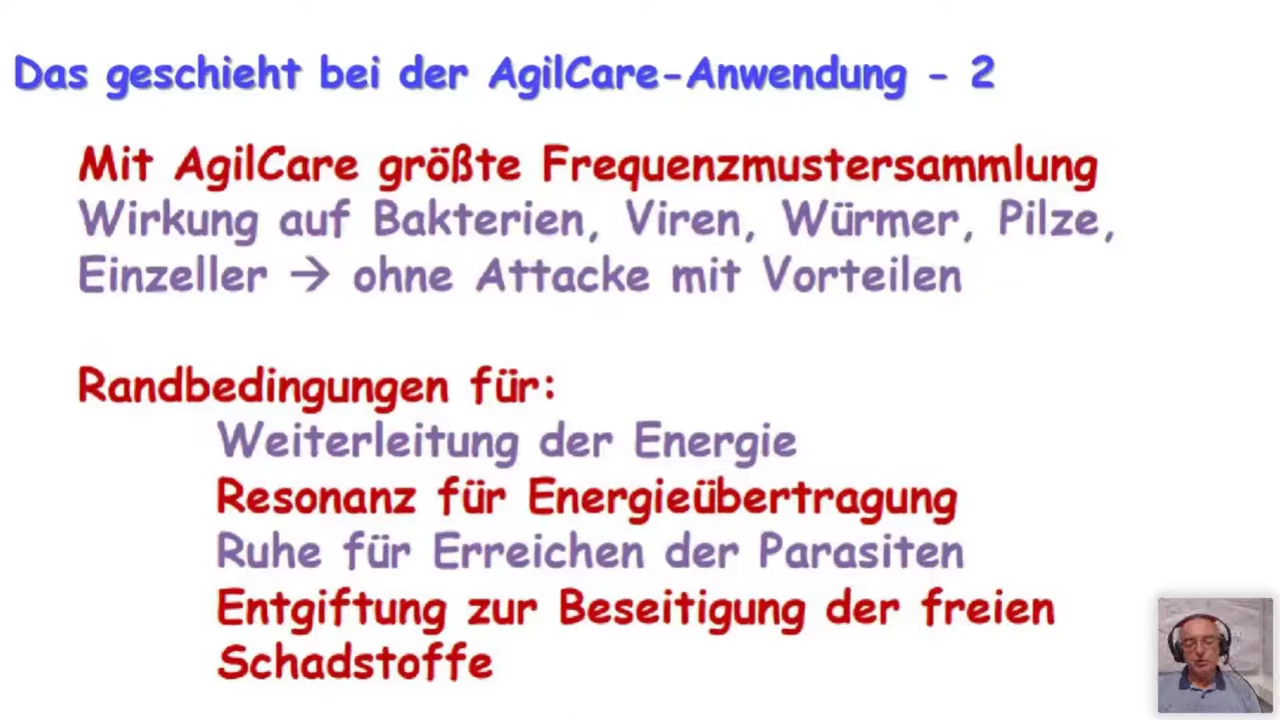 Das geschieht bei der AgilCare-Anwendung - 2
Mit AgilCare größte Frequenzmustersammlung
Wirkung auf Bakterien, Viren, Würmer, Pilze,
Einzeller → ohne Attacke mit Vorteilen
Randbedingungen für:
Weiterleitung der Energie
Resonanz für Energieübertragung
Ruhe für Erreichen der Parasiten
Entgiftung zur Beseitigung der freien
Schadstoffe